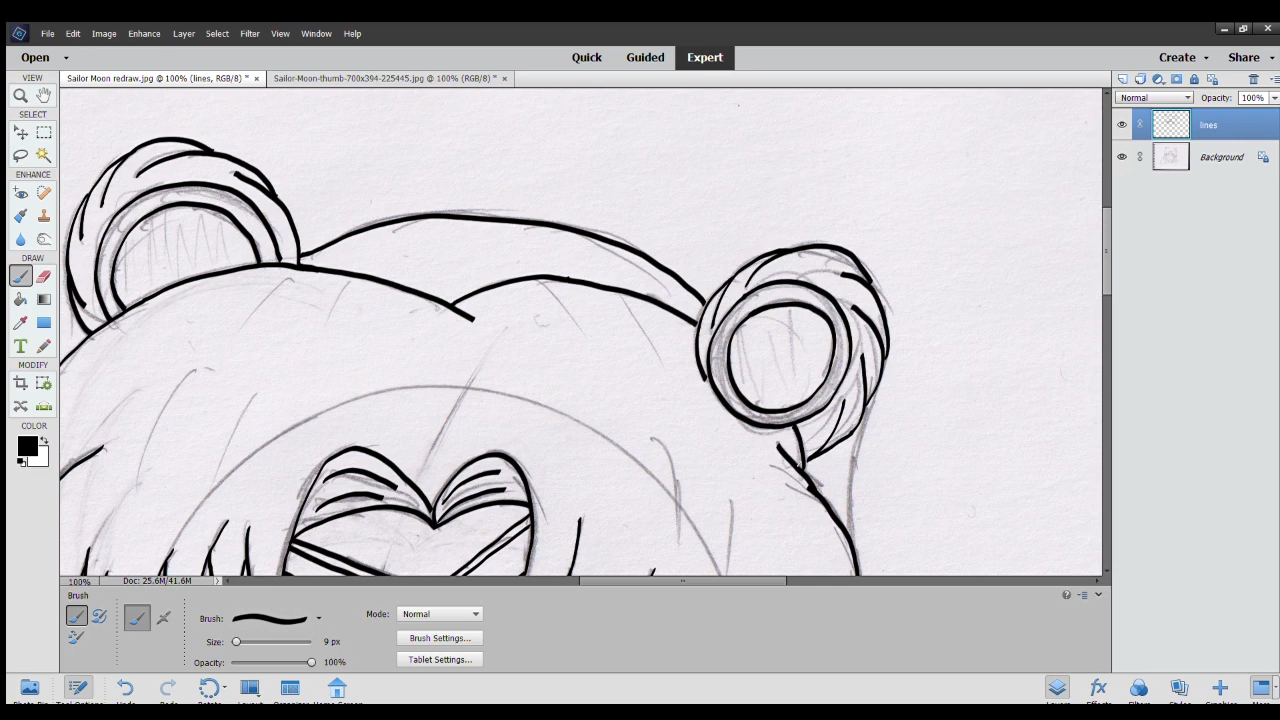 File Edit Image Enhance Layer Select Filter View Window Help
Open Quick Guided Expert Create Share
VIEW Sailor Moon redraw.jpg @ 100% (lines, RGB/8) * × Sailor-Moon-thumb-700x394-225445.jpg @ 100% (RGB/8) * ×
Normal Opacity: 100%
SELECT
lines
Background
ENHANCE
DRAW
T
MODIFY
COLOR
100% Doc: 25.6M/41.6M
Brush
Brush: Mode: Normal
Size: 9 px Brush Settings...
Opacity: 100% Tablet Settings...